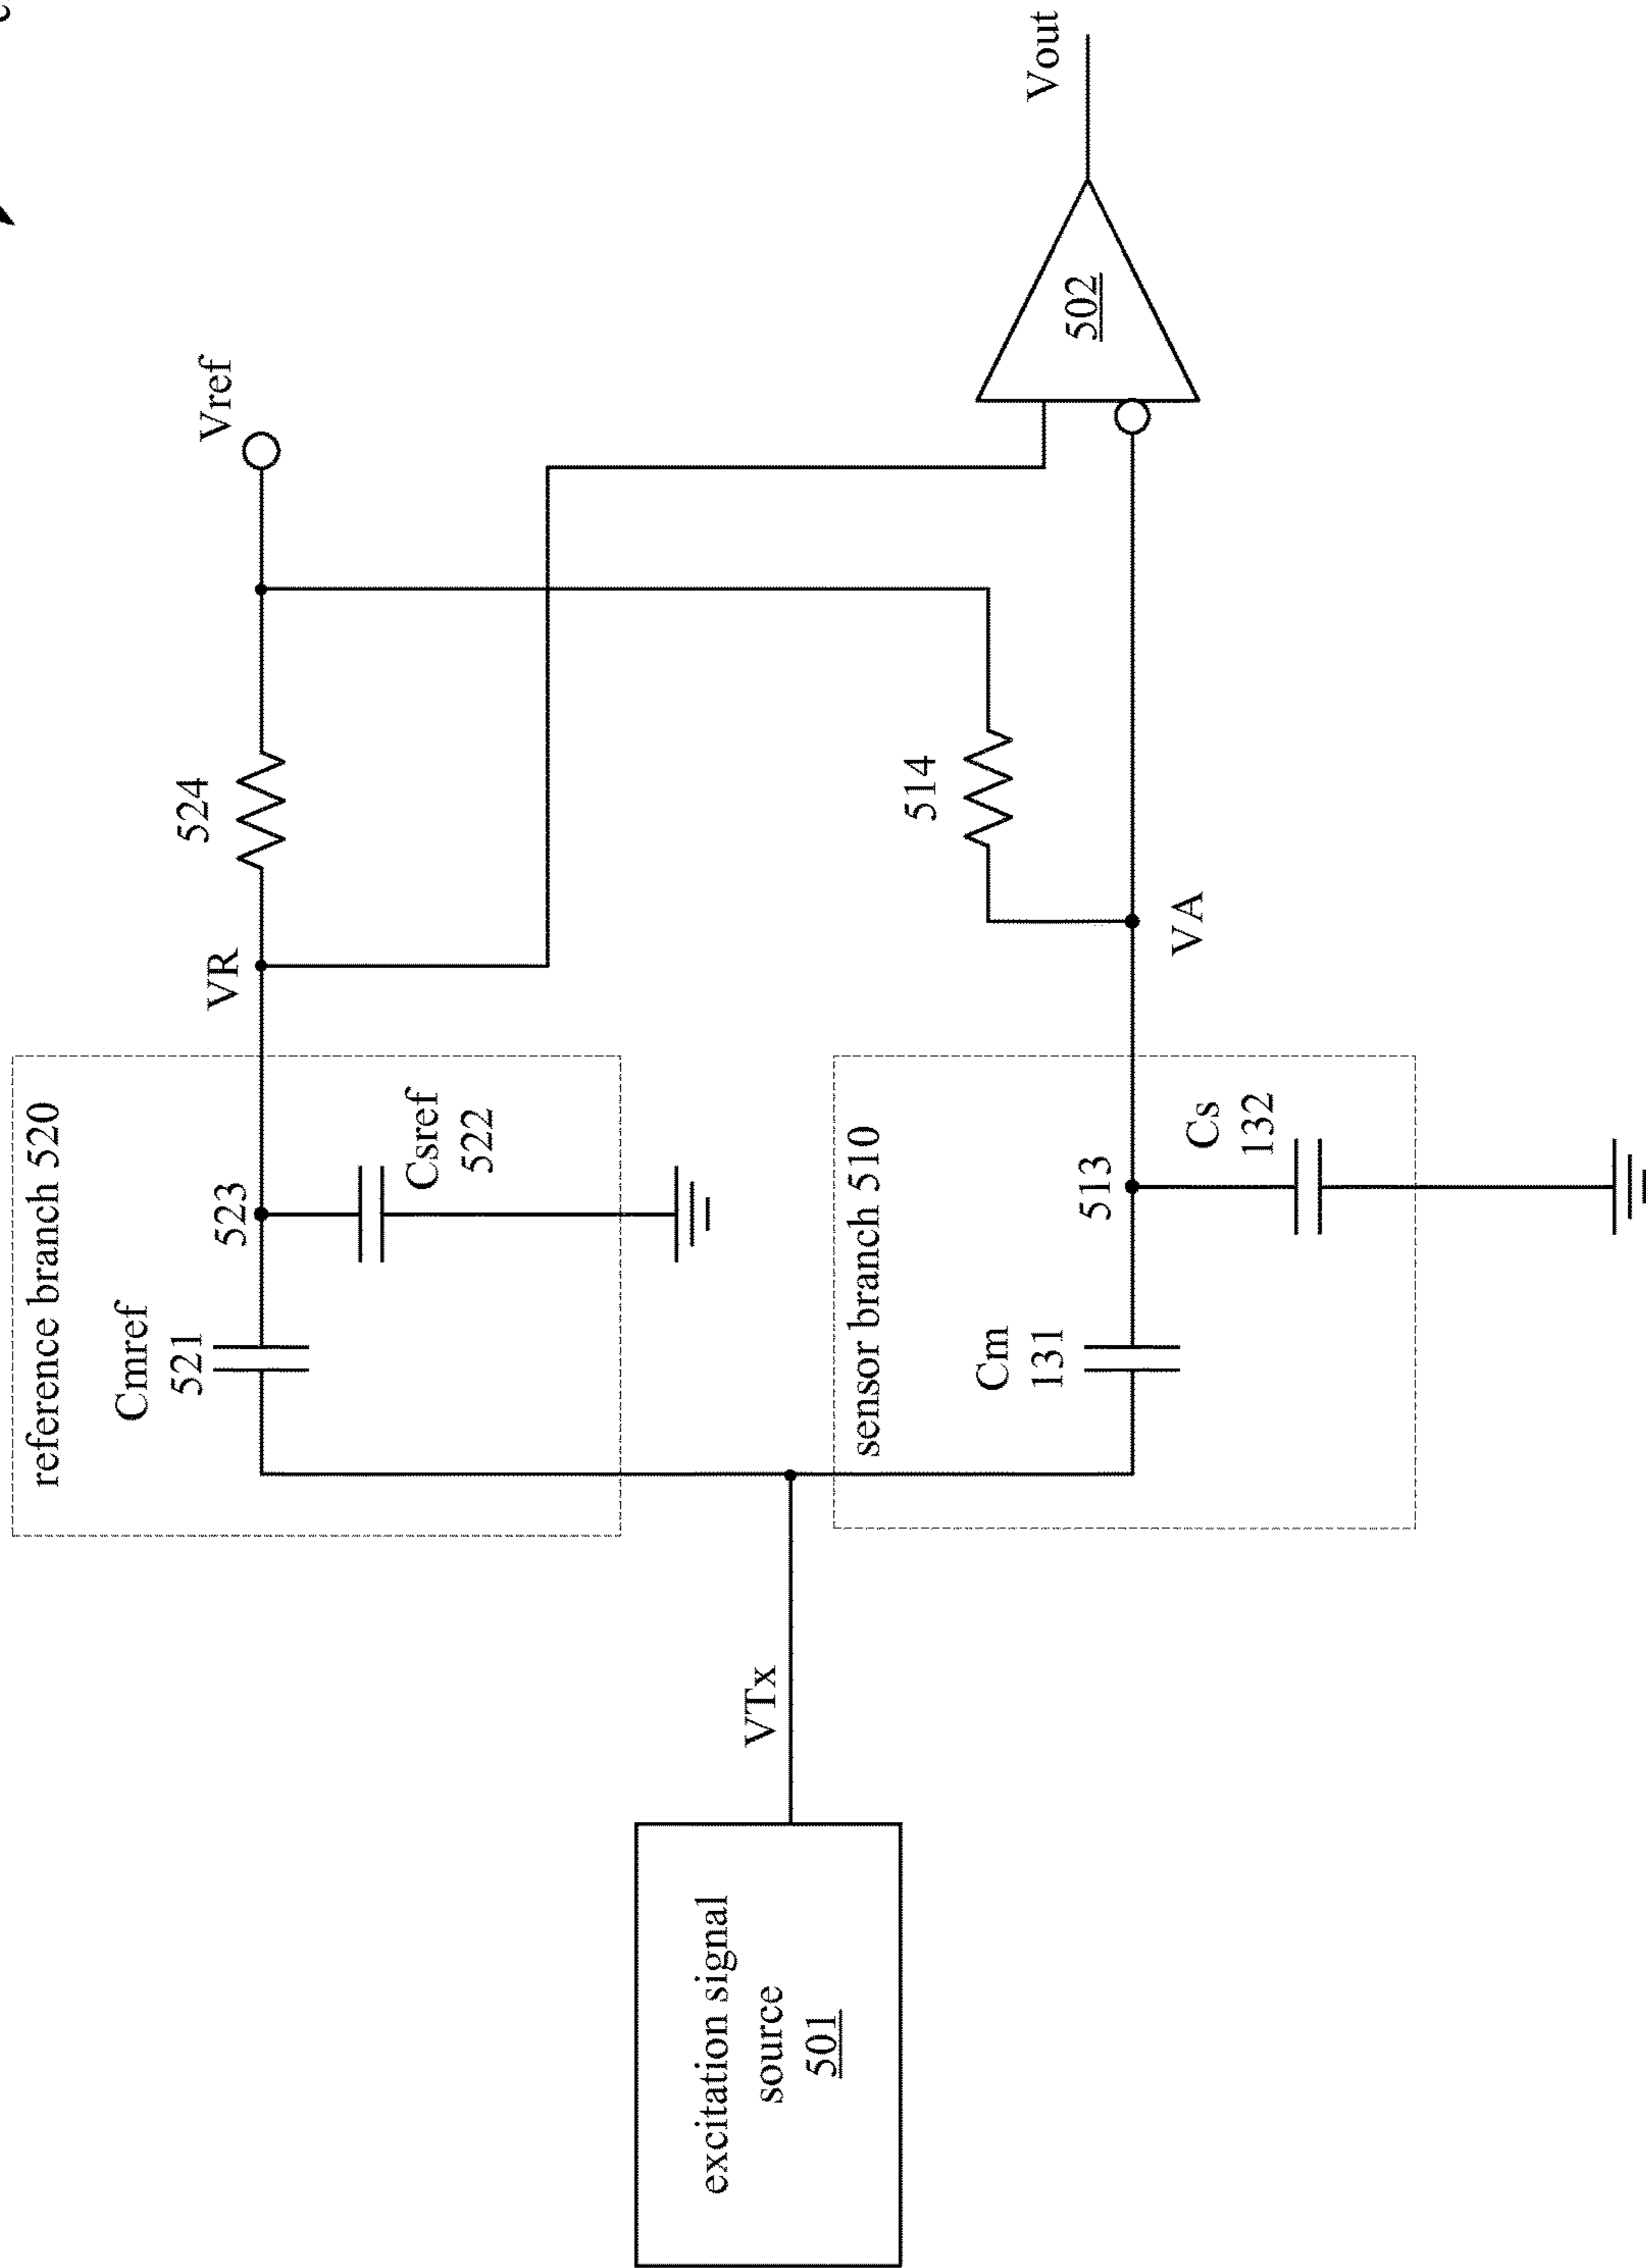 reference branch 520
Cmref
521
523
Csref
522
VR
524
Vref
excitation signal
source
501
VTx
sensor branch 510
Cm
131
513
Cs
132
VA
514
502
Vout